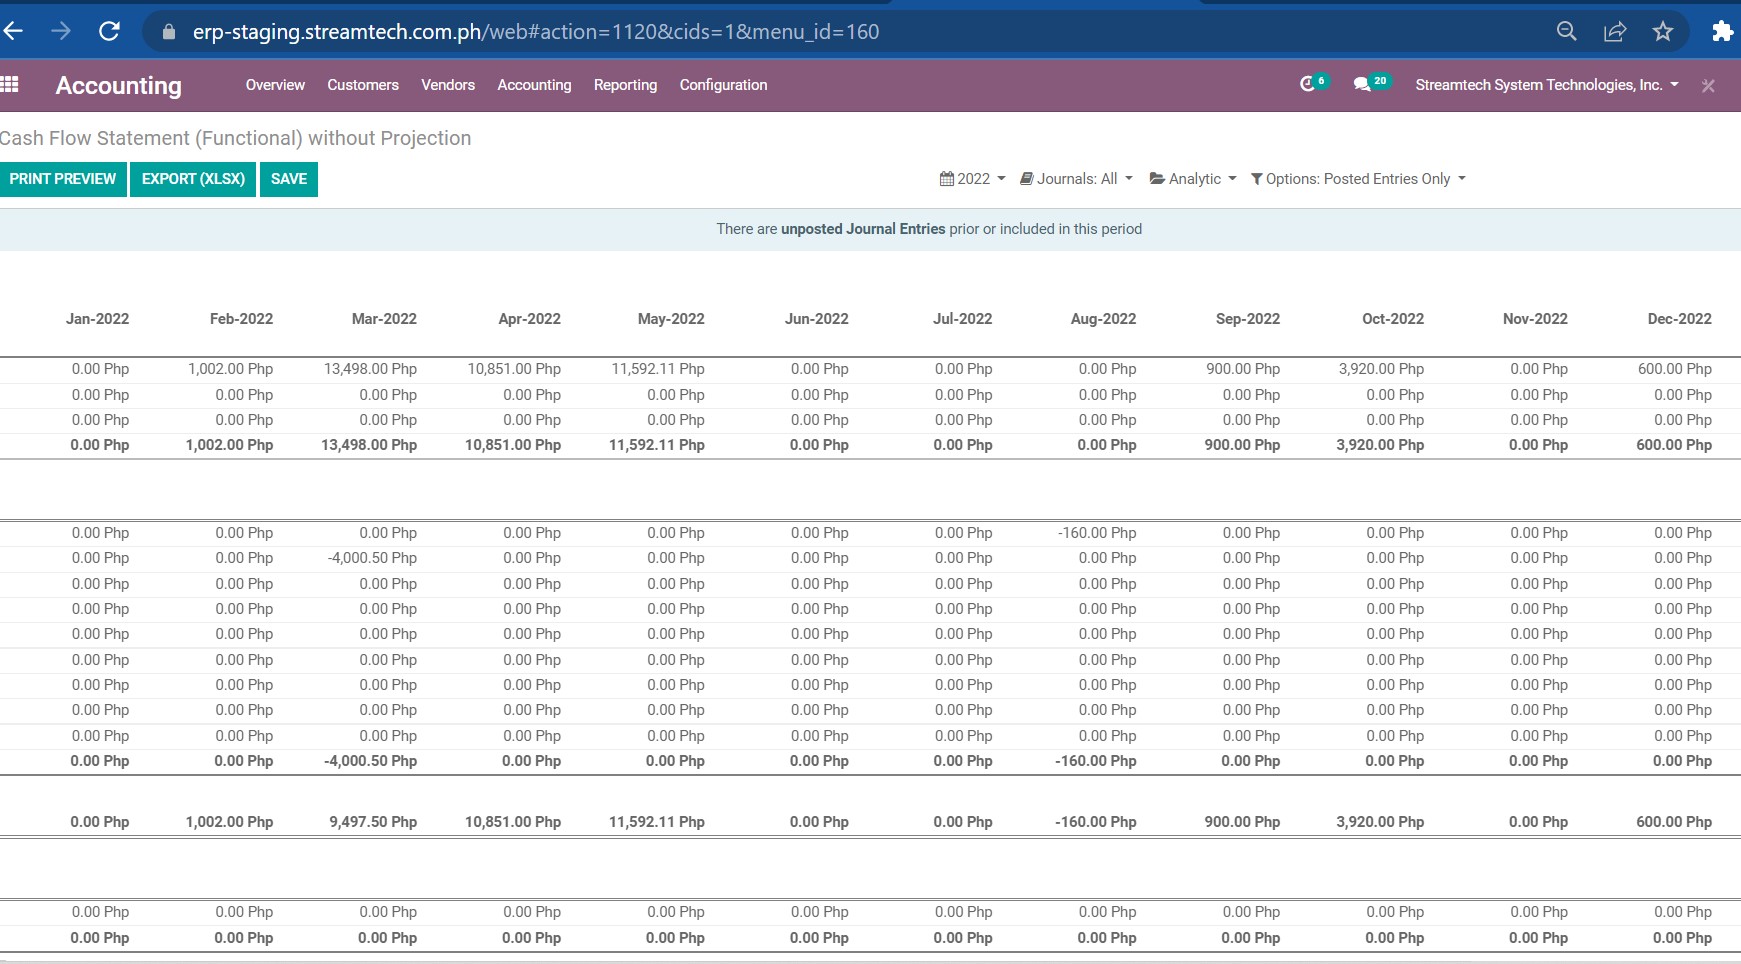 erp-staging.streamtech.com.ph/web#action=1120&cids=1&menu_id=160
Accounting Overview Customers Vendors Accounting Reporting Configuration 6 20 Streamtech System Technologies, Inc.
Cash Flow Statement (Functional) without Projection
PRINT PREVIEW EXPORT (XLSX) SAVE 2022 Journals: All Analytic Options: Posted Entries Only
There are unposted Journal Entries prior or included in this period
Jan-2022 Feb-2022 Mar-2022 Apr-2022 May-2022 Jun-2022 Jul-2022 Aug-2022 Sep-2022 Oct-2022 Nov-2022 Dec-2022
0.00 Php 1,002.00 Php 13,498.00 Php 10,851.00 Php 11,592.11 Php 0.00 Php 0.00 Php 0.00 Php 900.00 Php 3,920.00 Php 0.00 Php 600.00 Php
0.00 Php 0.00 Php 0.00 Php 0.00 Php 0.00 Php 0.00 Php 0.00 Php 0.00 Php 0.00 Php 0.00 Php 0.00 Php 0.00 Php
0.00 Php 0.00 Php 0.00 Php 0.00 Php 0.00 Php 0.00 Php 0.00 Php 0.00 Php 0.00 Php 0.00 Php 0.00 Php 0.00 Php
0.00 Php 1,002.00 Php 13,498.00 Php 10,851.00 Php 11,592.11 Php 0.00 Php 0.00 Php 0.00 Php 900.00 Php 3,920.00 Php 0.00 Php 600.00 Php
0.00 Php 0.00 Php 0.00 Php 0.00 Php 0.00 Php 0.00 Php 0.00 Php -160.00 Php 0.00 Php 0.00 Php 0.00 Php 0.00 Php
0.00 Php 0.00 Php -4,000.50 Php 0.00 Php 0.00 Php 0.00 Php 0.00 Php 0.00 Php 0.00 Php 0.00 Php 0.00 Php 0.00 Php
0.00 Php 0.00 Php 0.00 Php 0.00 Php 0.00 Php 0.00 Php 0.00 Php 0.00 Php 0.00 Php 0.00 Php 0.00 Php 0.00 Php
0.00 Php 0.00 Php 0.00 Php 0.00 Php 0.00 Php 0.00 Php 0.00 Php 0.00 Php 0.00 Php 0.00 Php 0.00 Php 0.00 Php
0.00 Php 0.00 Php 0.00 Php 0.00 Php 0.00 Php 0.00 Php 0.00 Php 0.00 Php 0.00 Php 0.00 Php 0.00 Php 0.00 Php
0.00 Php 0.00 Php 0.00 Php 0.00 Php 0.00 Php 0.00 Php 0.00 Php 0.00 Php 0.00 Php 0.00 Php 0.00 Php 0.00 Php
0.00 Php 0.00 Php 0.00 Php 0.00 Php 0.00 Php 0.00 Php 0.00 Php 0.00 Php 0.00 Php 0.00 Php 0.00 Php 0.00 Php
0.00 Php 0.00 Php 0.00 Php 0.00 Php 0.00 Php 0.00 Php 0.00 Php 0.00 Php 0.00 Php 0.00 Php 0.00 Php 0.00 Php
0.00 Php 0.00 Php 0.00 Php 0.00 Php 0.00 Php 0.00 Php 0.00 Php 0.00 Php 0.00 Php 0.00 Php 0.00 Php 0.00 Php
0.00 Php 0.00 Php -4,000.50 Php 0.00 Php 0.00 Php 0.00 Php 0.00 Php -160.00 Php 0.00 Php 0.00 Php 0.00 Php 0.00 Php
0.00 Php 1,002.00 Php 9,497.50 Php 10,851.00 Php 11,592.11 Php 0.00 Php 0.00 Php -160.00 Php 900.00 Php 3,920.00 Php 0.00 Php 600.00 Php
0.00 Php 0.00 Php 0.00 Php 0.00 Php 0.00 Php 0.00 Php 0.00 Php 0.00 Php 0.00 Php 0.00 Php 0.00 Php 0.00 Php
0.00 Php 0.00 Php 0.00 Php 0.00 Php 0.00 Php 0.00 Php 0.00 Php 0.00 Php 0.00 Php 0.00 Php 0.00 Php 0.00 Php